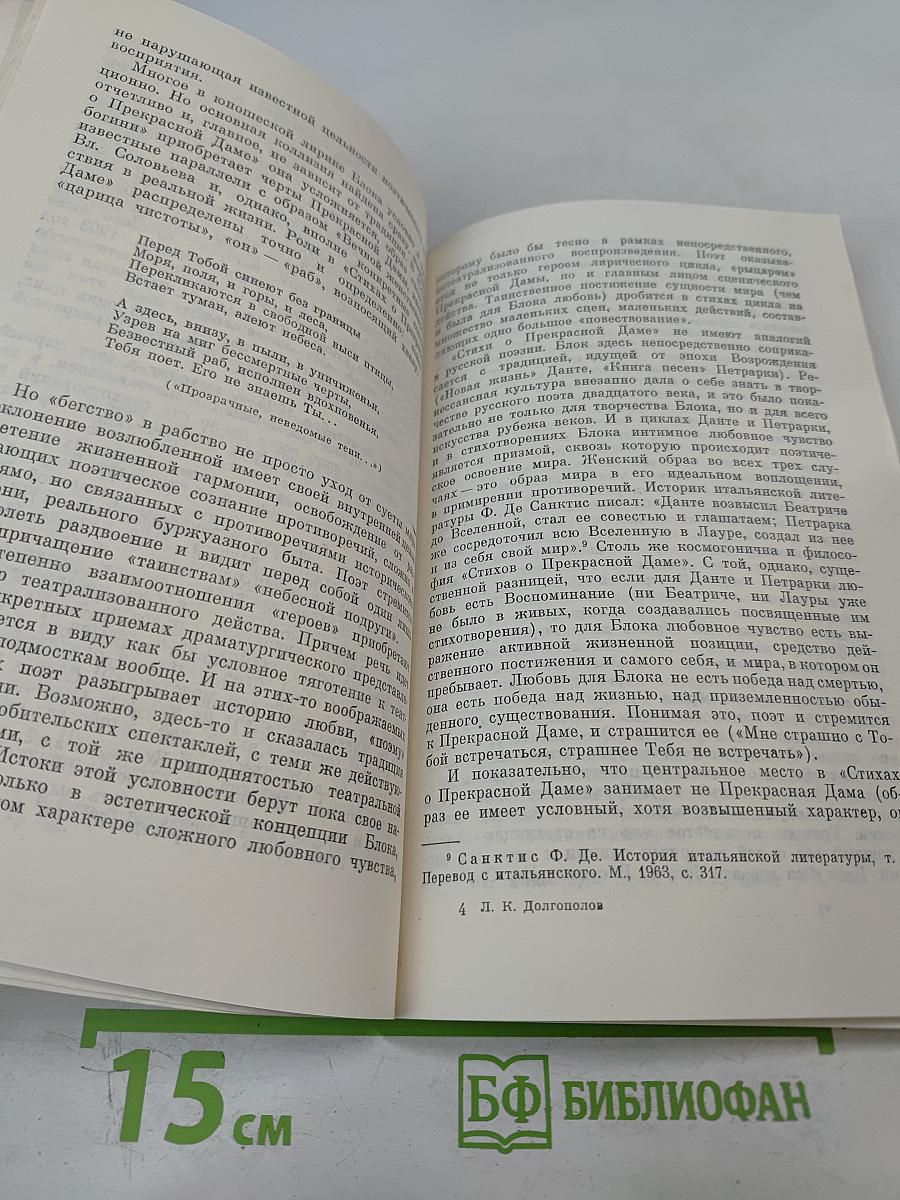 не нарушающая известной цельности поэтического
восприятия.
Многое в юношеской лирике Блока
ционно. Но основная коллизия найдена
отчетливо и, главное, не зависит от
о Прекрасной Даме» она усложняется,
богини» приобретает черты Прекрасной
известные параллели с образом «Вечной
Вл. Соловьева и, однако, вполне конкретной
ствия в реальной жизни. Роли в «Стихах о
Даме» распределены точно и определенно
«царица чистоты», «он» — «раб», возносящий
Перед Тобой синеют без границы
Моря, поля, и горы, и леса,
Перекликаются в свободной выси птицы,
Встает туман, алеют небеса.
А здесь, внизу, в пыли, в уничиженьи,
Узрев на миг бессмертные черты,
Безвестный раб, исполнен вдохновенья,
Тебя поет. Его не знаешь Ты...
(«Прозрачные, неведомые тени...»)
Но «бегство» в рабство не просто уход от суеты
клонение возлюбленной имеет своей внутренней
етение жизненной гармонии, освобождение от
ающих поэтическое сознание противоречий,
ямо, но связанных с противоречиями исторической
ни, реального буржуазного быта. Поэт стремится
олеть раздвоение и видит перед собой один
причащение «таинствам» «небесной подруги».
тепенно взаимоотношения «героев» приобретают
р театрализованного действа. Причем речь идет
кретных приемах драматургического
ется в виду как бы условное тяготение к
подмосткам вообще. И на этих-то воображаемых
х поэт разыгрывает историю любви, «поэму
и. Возможно, здесь-то и сказалась традиция
обительских спектаклей, с теми же действую-
ми, с той же приподнятостью театральной
Истоки этой условности берут пока свое на-
олько в эстетической концепции Блока,
ом характере сложного любовного чувства,
которому было бы тесно в рамках непосредственного,
нетеатрализованного воспроизведения. Поэт оказыва-
ется не только героем лирического цикла, «рыцарем»
Прекрасной Дамы, но и главным лицом сценического
действа. Таинственное постижение сущности мира (чем
и была для Блока любовь) дробится в стихах цикла на
множество маленьких сцен, маленьких действий, состав-
ляющих одно большое «повествование».
«Стихи о Прекрасной Даме» не имеют аналогий
в русской поэзии. Блок здесь непосредственно соприка-
сается с традицией, идущей от эпохи Возрождения
(«Новая жизнь» Данте, «Книга песен» Петрарки). Ре-
нессансная культура внезапно дала о себе знать в твор-
честве русского поэта двадцатого века, и это было пока-
зательно не только для творчества Блока, но и для всего
искусства рубежа веков. И в циклах Данте и Петрарки,
и в стихотворениях Блока интимное любовное чувство
является призмой, сквозь которую происходит поэтиче-
ское освоение мира. Женский образ во всех трех слу-
чаях — это образ мира в его идеальном воплощении,
в примирении противоречий. Историк итальянской лите-
ратуры Ф. Де Санктис писал: «Данте возвысил Беатриче
до Вселенной, стал ее совестью и глашатаем; Петрарка
же сосредоточил всю Вселенную в Лауре, создал из нее
и из себя свой мир».⁹ Столь же космогонична и филосо-
фия «Стихов о Прекрасной Даме». С той, однако, суще-
ственной разницей, что если для Данте и Петрарки лю-
бовь есть Воспоминание (ни Беатриче, ни Лауры уже
не было в живых, когда создавались посвященные им
стихотворения), то для Блока любовное чувство есть вы-
ражение активной жизненной позиции, средство дей-
ственного постижения и самого себя, и мира, в котором он
пребывает. Любовь для Блока не есть победа над смертью,
она есть победа над жизнью, над приземленностью обы-
денного существования. Понимая это, поэт и стремится
к Прекрасной Даме, и страшится ее («Мне страшно с То-
бой встречаться, страшнее Тебя не встречать»).
И показательно, что центральное место в «Стихах
о Прекрасной Даме» занимает не Прекрасная Дама (об-
раз ее имеет условный, хотя возвышенный характер, о
⁹ Санктис Ф. Де. История итальянской литературы, т.
Перевод с итальянского. М., 1963, с. 317.
4 Л. К. Долгополов
15 см
БФ БИБЛИОФАН